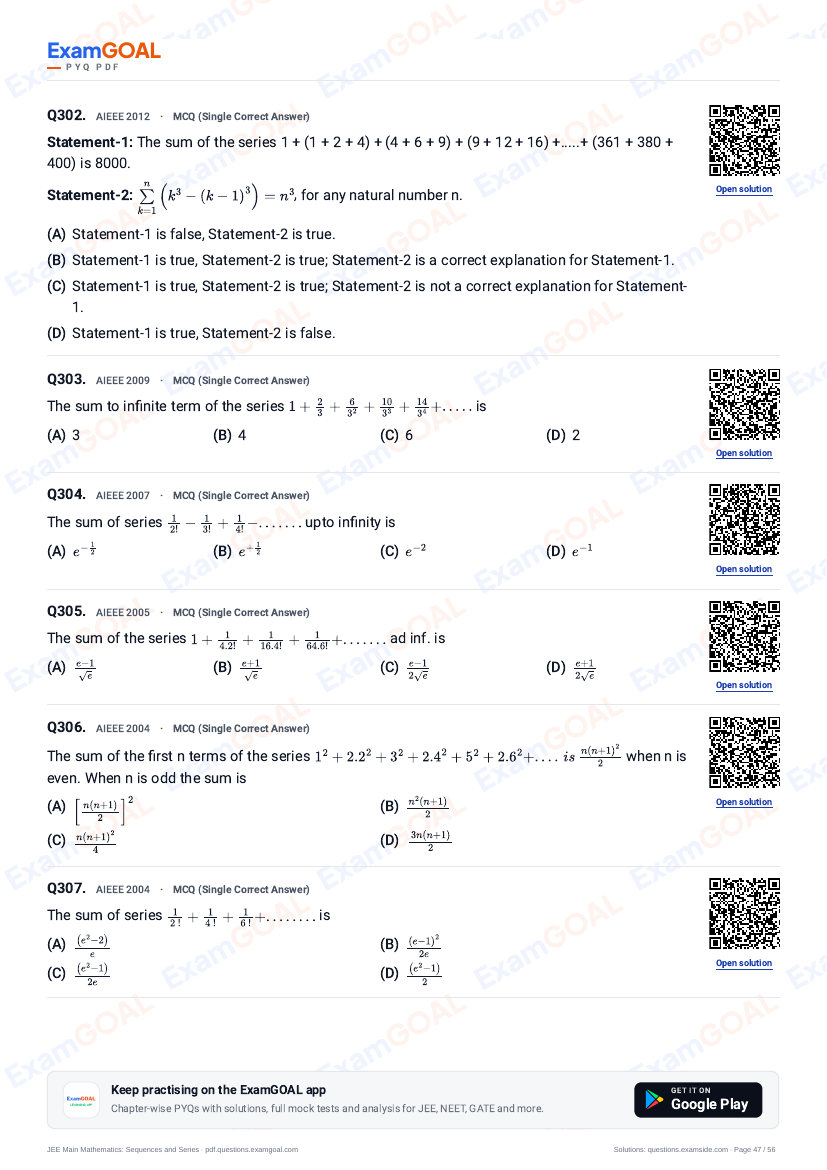 ExamGOAL
PYQ PDF
Q302. AIEEE 2012 · MCQ (Single Correct Answer)
Statement-1: The sum of the series 1 + (1 + 2 + 4) + (4 + 6 + 9) + (9 + 12 + 16) +.....+ (361 + 380 +
400) is 8000.
Statement-2: $\sum_{k=1}^{n} \left(k^3 - (k-1)^3\right) = n^3$, for any natural number n.
(A) Statement-1 is false, Statement-2 is true.
(B) Statement-1 is true, Statement-2 is true; Statement-2 is a correct explanation for Statement-1.
(C) Statement-1 is true, Statement-2 is true; Statement-2 is not a correct explanation for Statement-
1.
(D) Statement-1 is true, Statement-2 is false.
Open solution
Q303. AIEEE 2009 · MCQ (Single Correct Answer)
The sum to infinite term of the series $1 + \frac{2}{3} + \frac{6}{3^2} + \frac{10}{3^3} + \frac{14}{3^4} + .....$ is
(A) 3 (B) 4 (C) 6 (D) 2
Open solution
Q304. AIEEE 2007 · MCQ (Single Correct Answer)
The sum of series $\frac{1}{2!} - \frac{1}{3!} + \frac{1}{4!} - .......$ upto infinity is
(A) $e^{-\frac{1}{2}}$ (B) $e^{+\frac{1}{2}}$ (C) $e^{-2}$ (D) $e^{-1}$
Open solution
Q305. AIEEE 2005 · MCQ (Single Correct Answer)
The sum of the series $1 + \frac{1}{4.2!} + \frac{1}{16.4!} + \frac{1}{64.6!} + .......$ ad inf. is
(A) $\frac{e-1}{\sqrt{e}}$ (B) $\frac{e+1}{\sqrt{e}}$ (C) $\frac{e-1}{2\sqrt{e}}$ (D) $\frac{e+1}{2\sqrt{e}}$
Open solution
Q306. AIEEE 2004 · MCQ (Single Correct Answer)
The sum of the first n terms of the series $1^2 + 2.2^2 + 3^2 + 2.4^2 + 5^2 + 2.6^2 + ....\ is\ \frac{n(n+1)^2}{2}$ when n is
even. When n is odd the sum is
(A) $\left[\frac{n(n+1)}{2}\right]^2$ (B) $\frac{n^2(n+1)}{2}$
(C) $\frac{n(n+1)^2}{4}$ (D) $\frac{3n(n+1)}{2}$
Open solution
Q307. AIEEE 2004 · MCQ (Single Correct Answer)
The sum of series $\frac{1}{2\,!} + \frac{1}{4\,!} + \frac{1}{6\,!} + ........$ is
(A) $\frac{(e^2-2)}{e}$ (B) $\frac{(e-1)^2}{2e}$
(C) $\frac{(e^2-1)}{2e}$ (D) $\frac{(e^2-1)}{2}$
Open solution
Keep practising on the ExamGOAL app
Chapter-wise PYQs with solutions, full mock tests and analysis for JEE, NEET, GATE and more.
ExamGOAL
GET IT ON
Google Play
JEE Main Mathematics: Sequences and Series · pdf.questions.examgoal.com
Solutions: questions.examside.com · Page 47 / 56